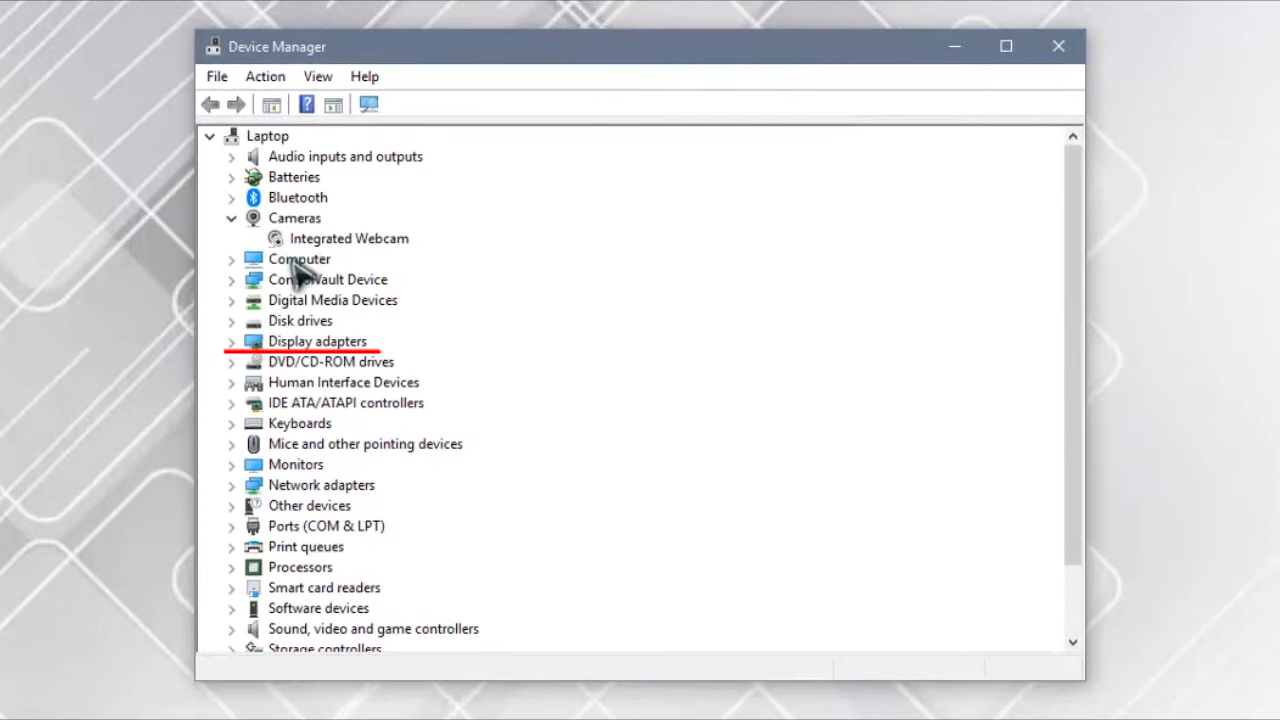 Device Manager
File Action View Help
Laptop
Audio inputs and outputs
Batteries
Bluetooth
Cameras
Integrated Webcam
Computer
Device
Digital Media Devices
Disk drives
Display adapters
DVD/CD-ROM drives
Human Interface Devices
IDE ATA/ATAPI controllers
Keyboards
Mice and other pointing devices
Monitors
Network adapters
Other devices
Ports (COM & LPT)
Print queues
Processors
Smart card readers
Software devices
Sound, video and game controllers
Storage controllers